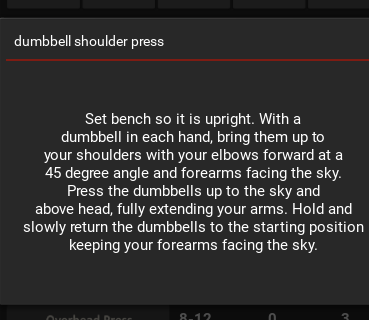 dumbbell shoulder press
Set bench so it is upright. With a
dumbbell in each hand, bring them up to
your shoulders with your elbows forward at a
45 degree angle and forearms facing the sky.
Press the dumbbells up to the sky and
above head, fully extending your arms. Hold and
slowly return the dumbbells to the starting position
keeping your forearms facing the sky.
Overhead Press 8-12 0 3